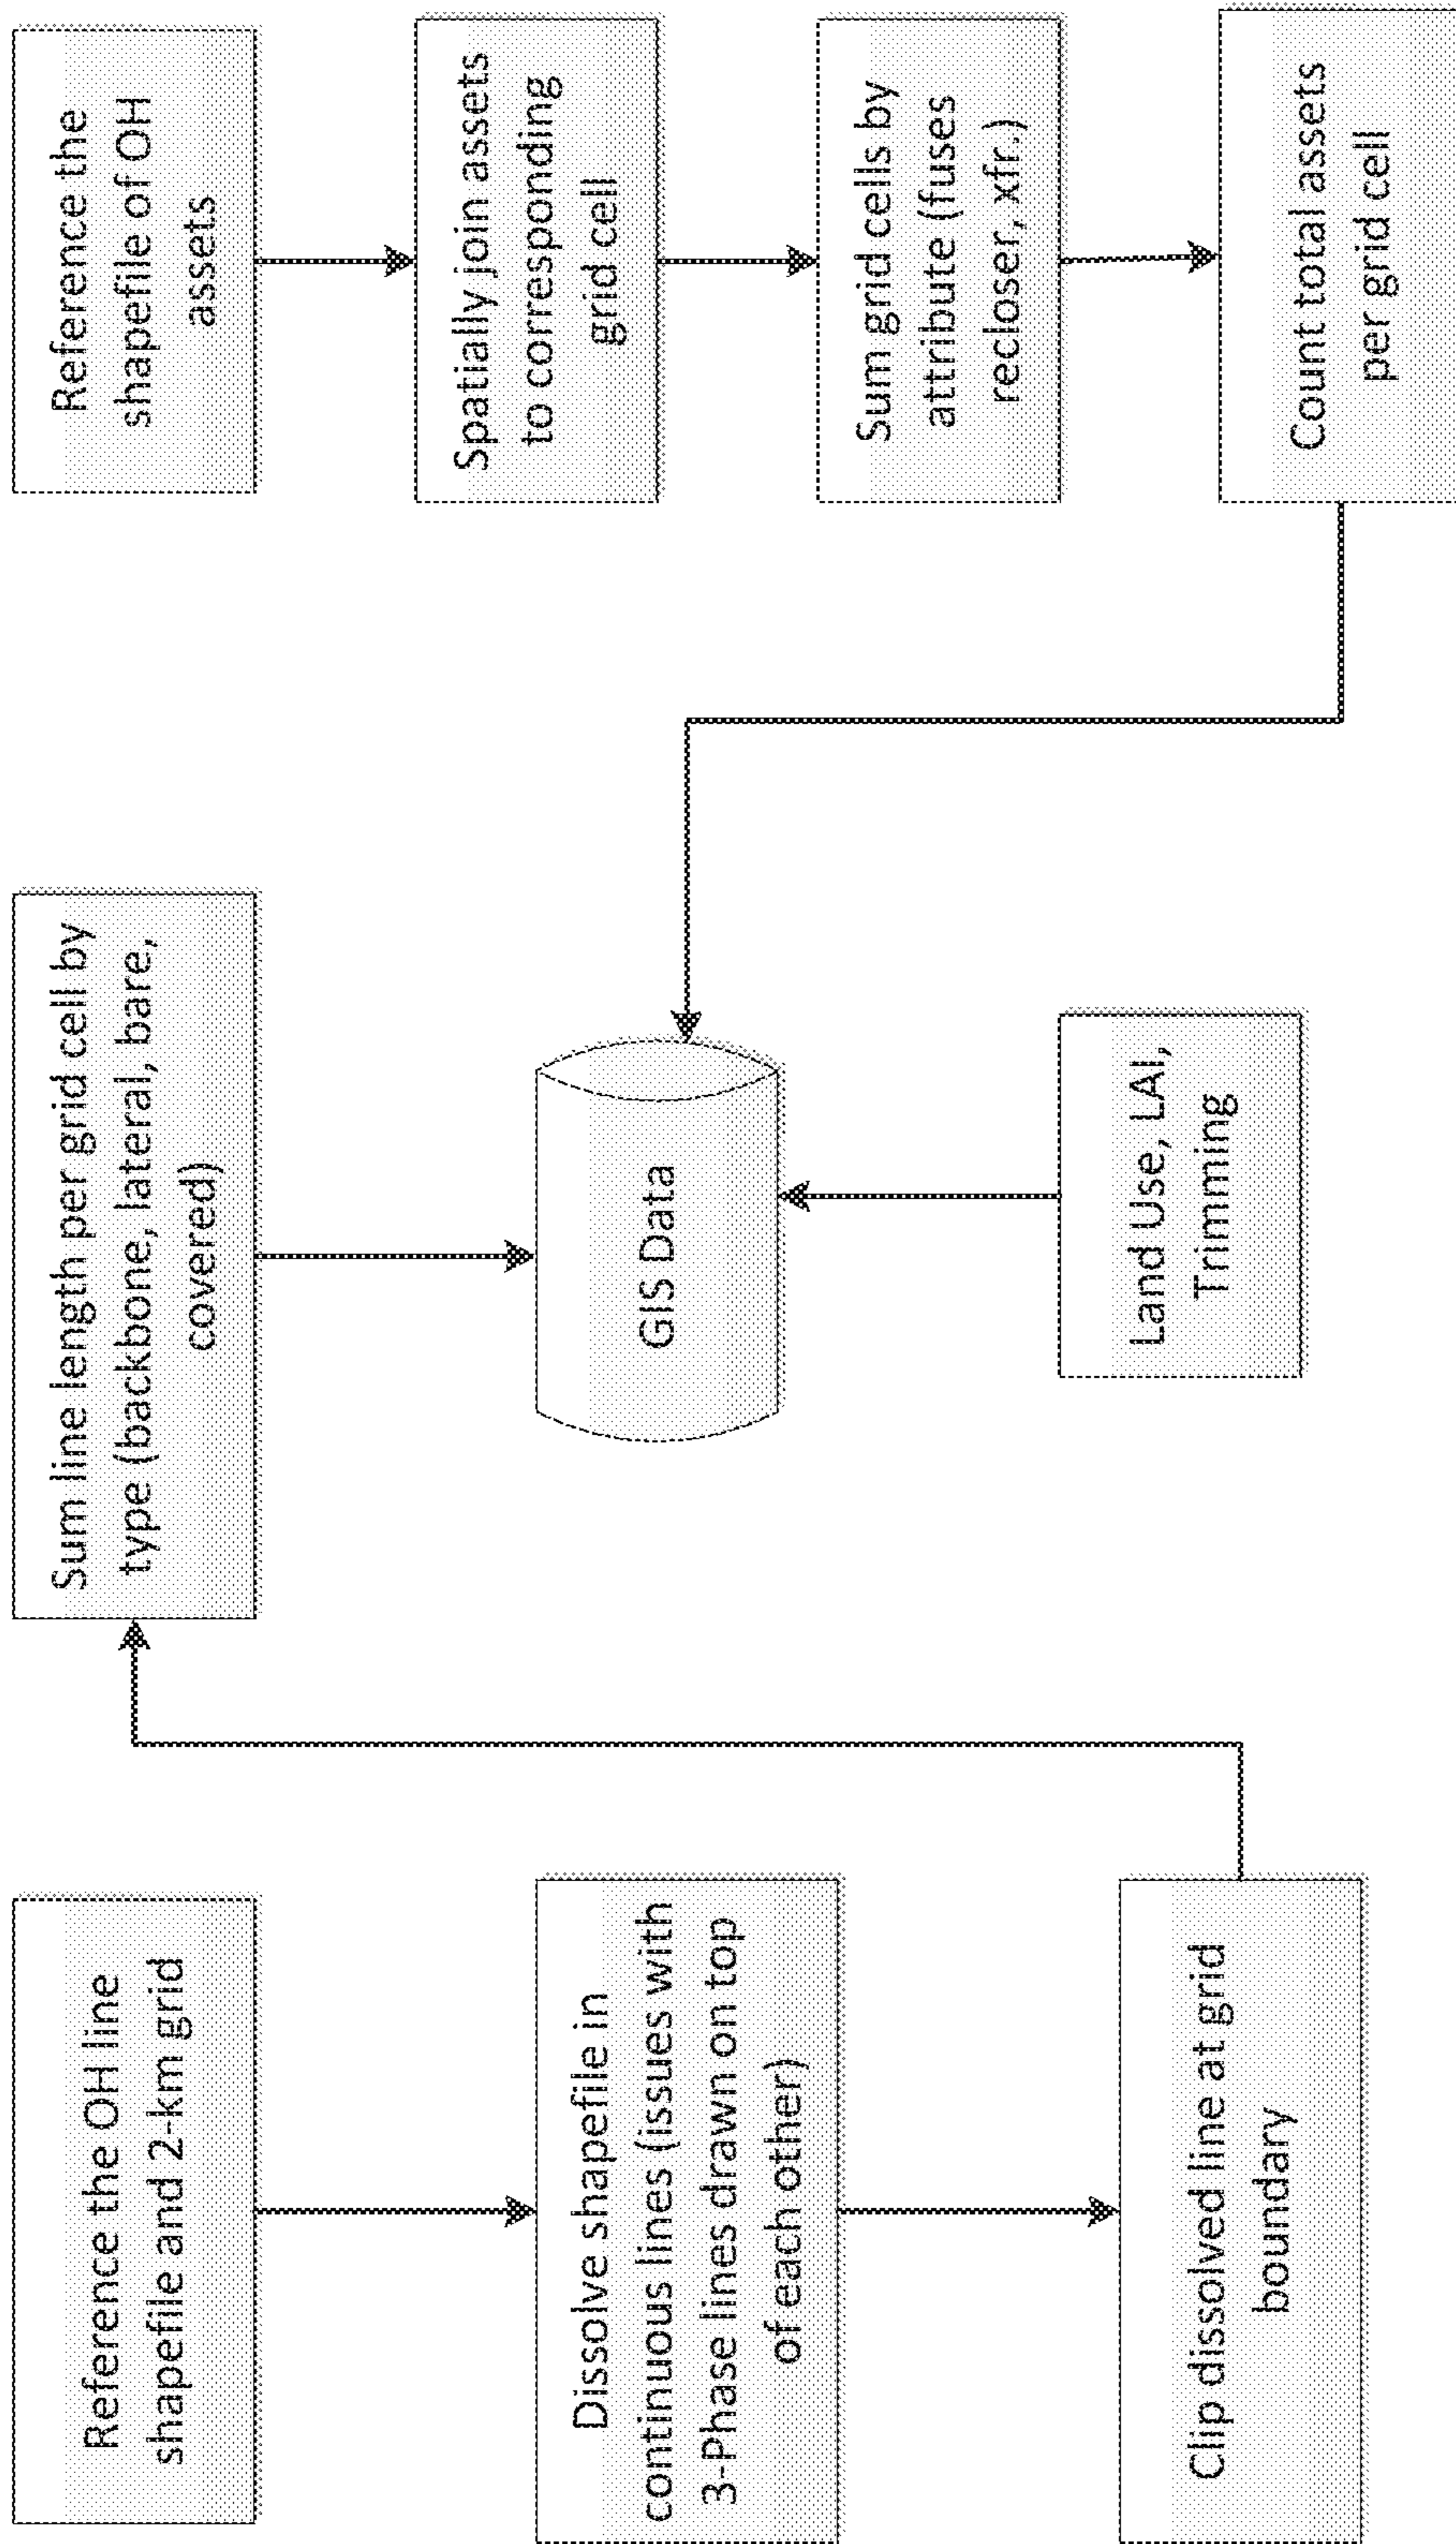 Reference the OH line
shapefile and 2-km grid
Dissolve shapefile in
continuous lines (issues with
3-Phase lines drawn on top
of each other)
Clip dissolved line at grid
boundary
Sum line length per grid cell by
type (backbone, lateral, bare,
covered)
GIS Data
Land Use, LAI,
Trimming
Reference the
shapefile of OH
assets
Spatially join assets
to corresponding
grid cell
Sum grid cells by
attribute (fuses
recloser, xfr.)
Count total assets
per grid cell